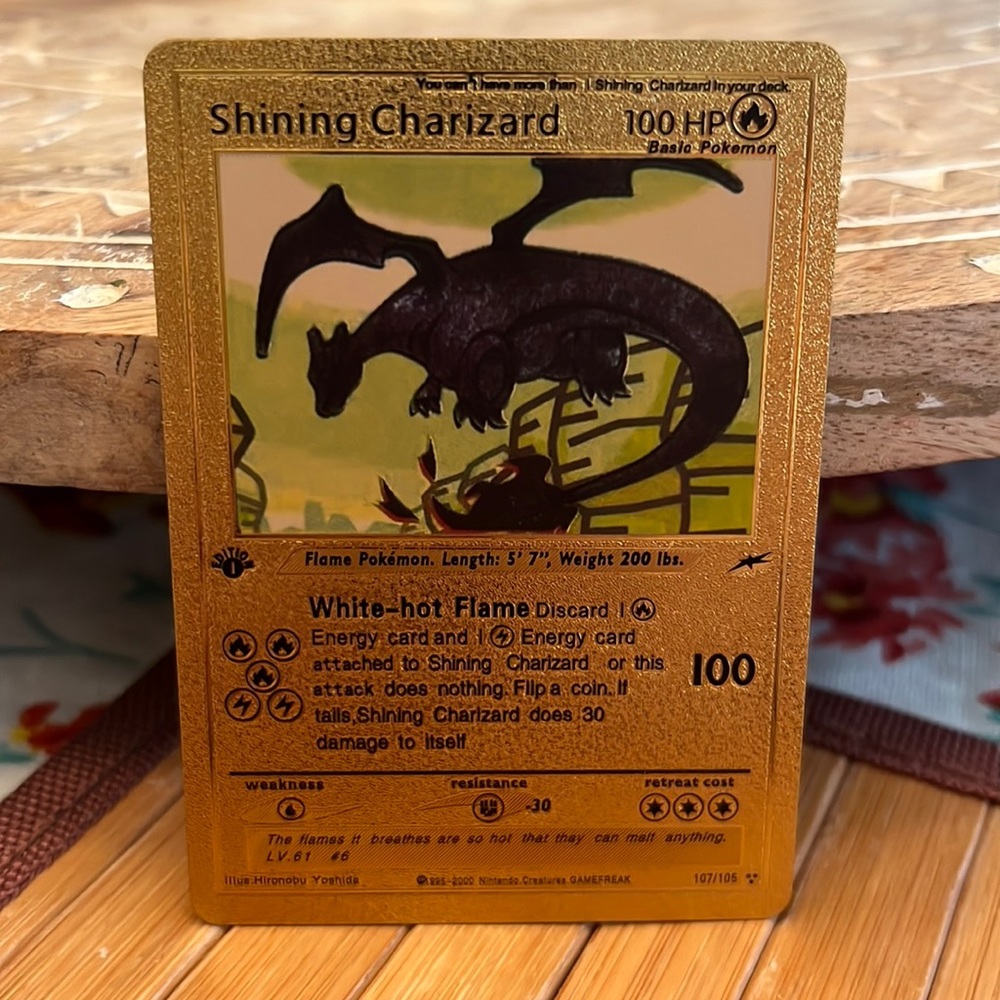 You can't have more than 1 Shining Charizard in your deck.
Shining Charizard 100 HP
Basic Pokemon
EDITION 1
Flame Pokémon. Length: 5' 7", Weight 200 lbs.
White-hot Flame Discard 1
Energy card and 1 Energy card
attached to Shining Charizard or this
attack does nothing. Flip a coin. If
tails, Shining Charizard does 30
damage to itself
100
weakness resistance retreat cost
-30
The flames it breathes are so hot that they can melt anything.
LV.61 #6
Illus. Hironobu Yoshida ©1995-2000 Nintendo, Creatures, GAMEFREAK 107/105